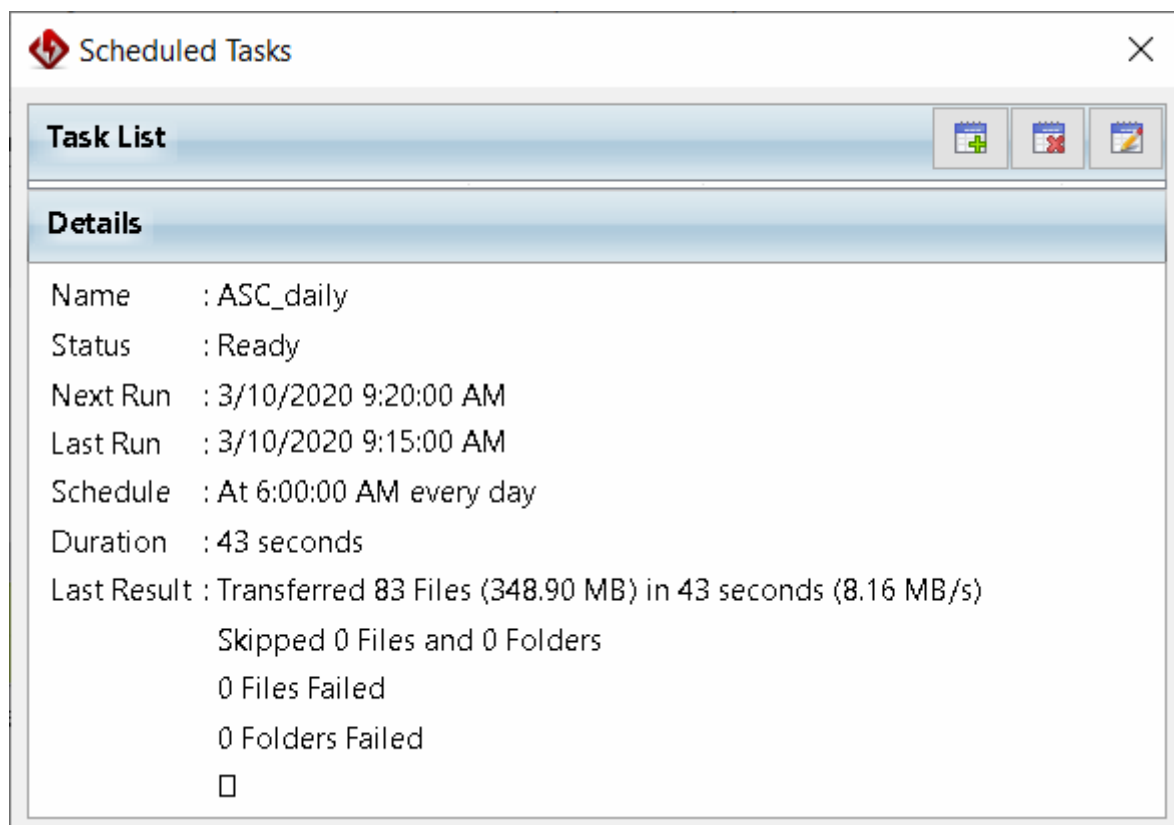 Scheduled Tasks
Task List
Details
Name : ASC_daily
Status : Ready
Next Run : 3/10/2020 9:20:00 AM
Last Run : 3/10/2020 9:15:00 AM
Schedule : At 6:00:00 AM every day
Duration : 43 seconds
Last Result : Transferred 83 Files (348.90 MB) in 43 seconds (8.16 MB/s)
Skipped 0 Files and 0 Folders
0 Files Failed
0 Folders Failed